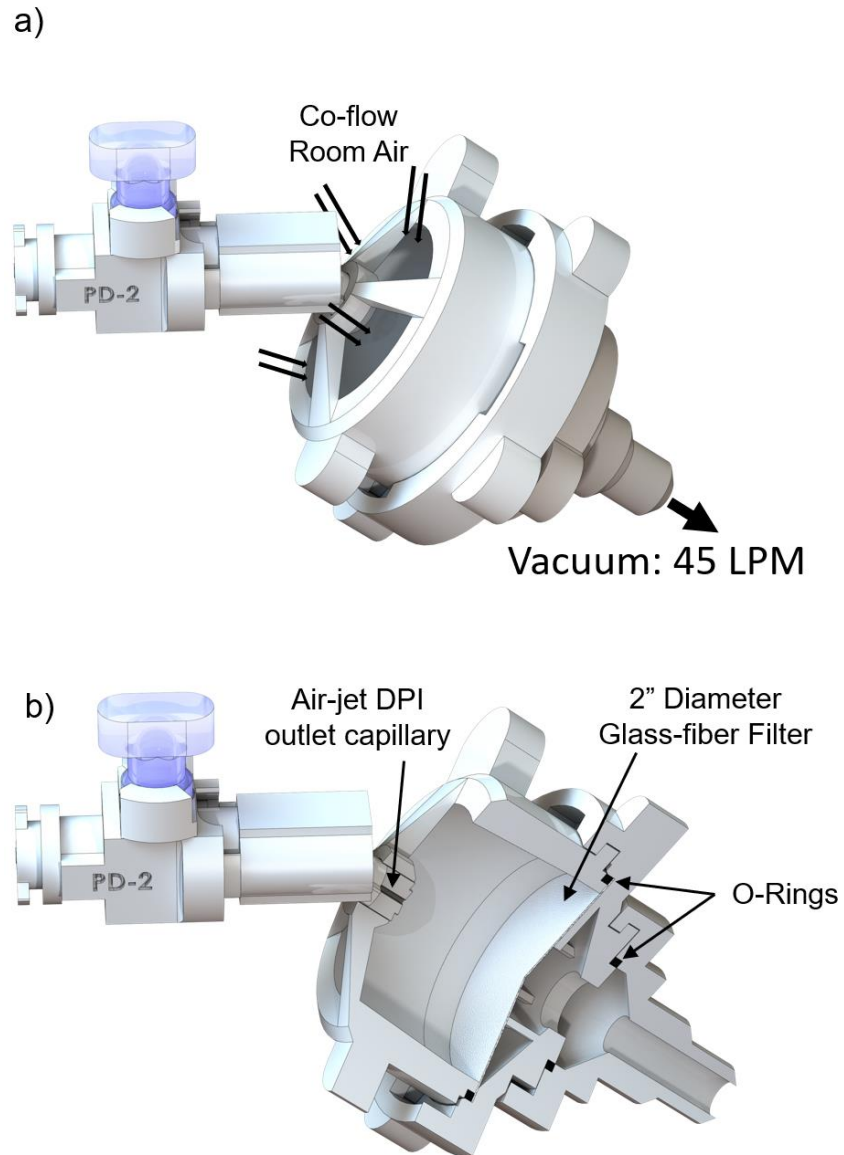 a)
Co-flow
Room Air
PD-2
Vacuum: 45 LPM
b)
Air-jet DPI
outlet capillary
2” Diameter
Glass-fiber Filter
PD-2
O-Rings